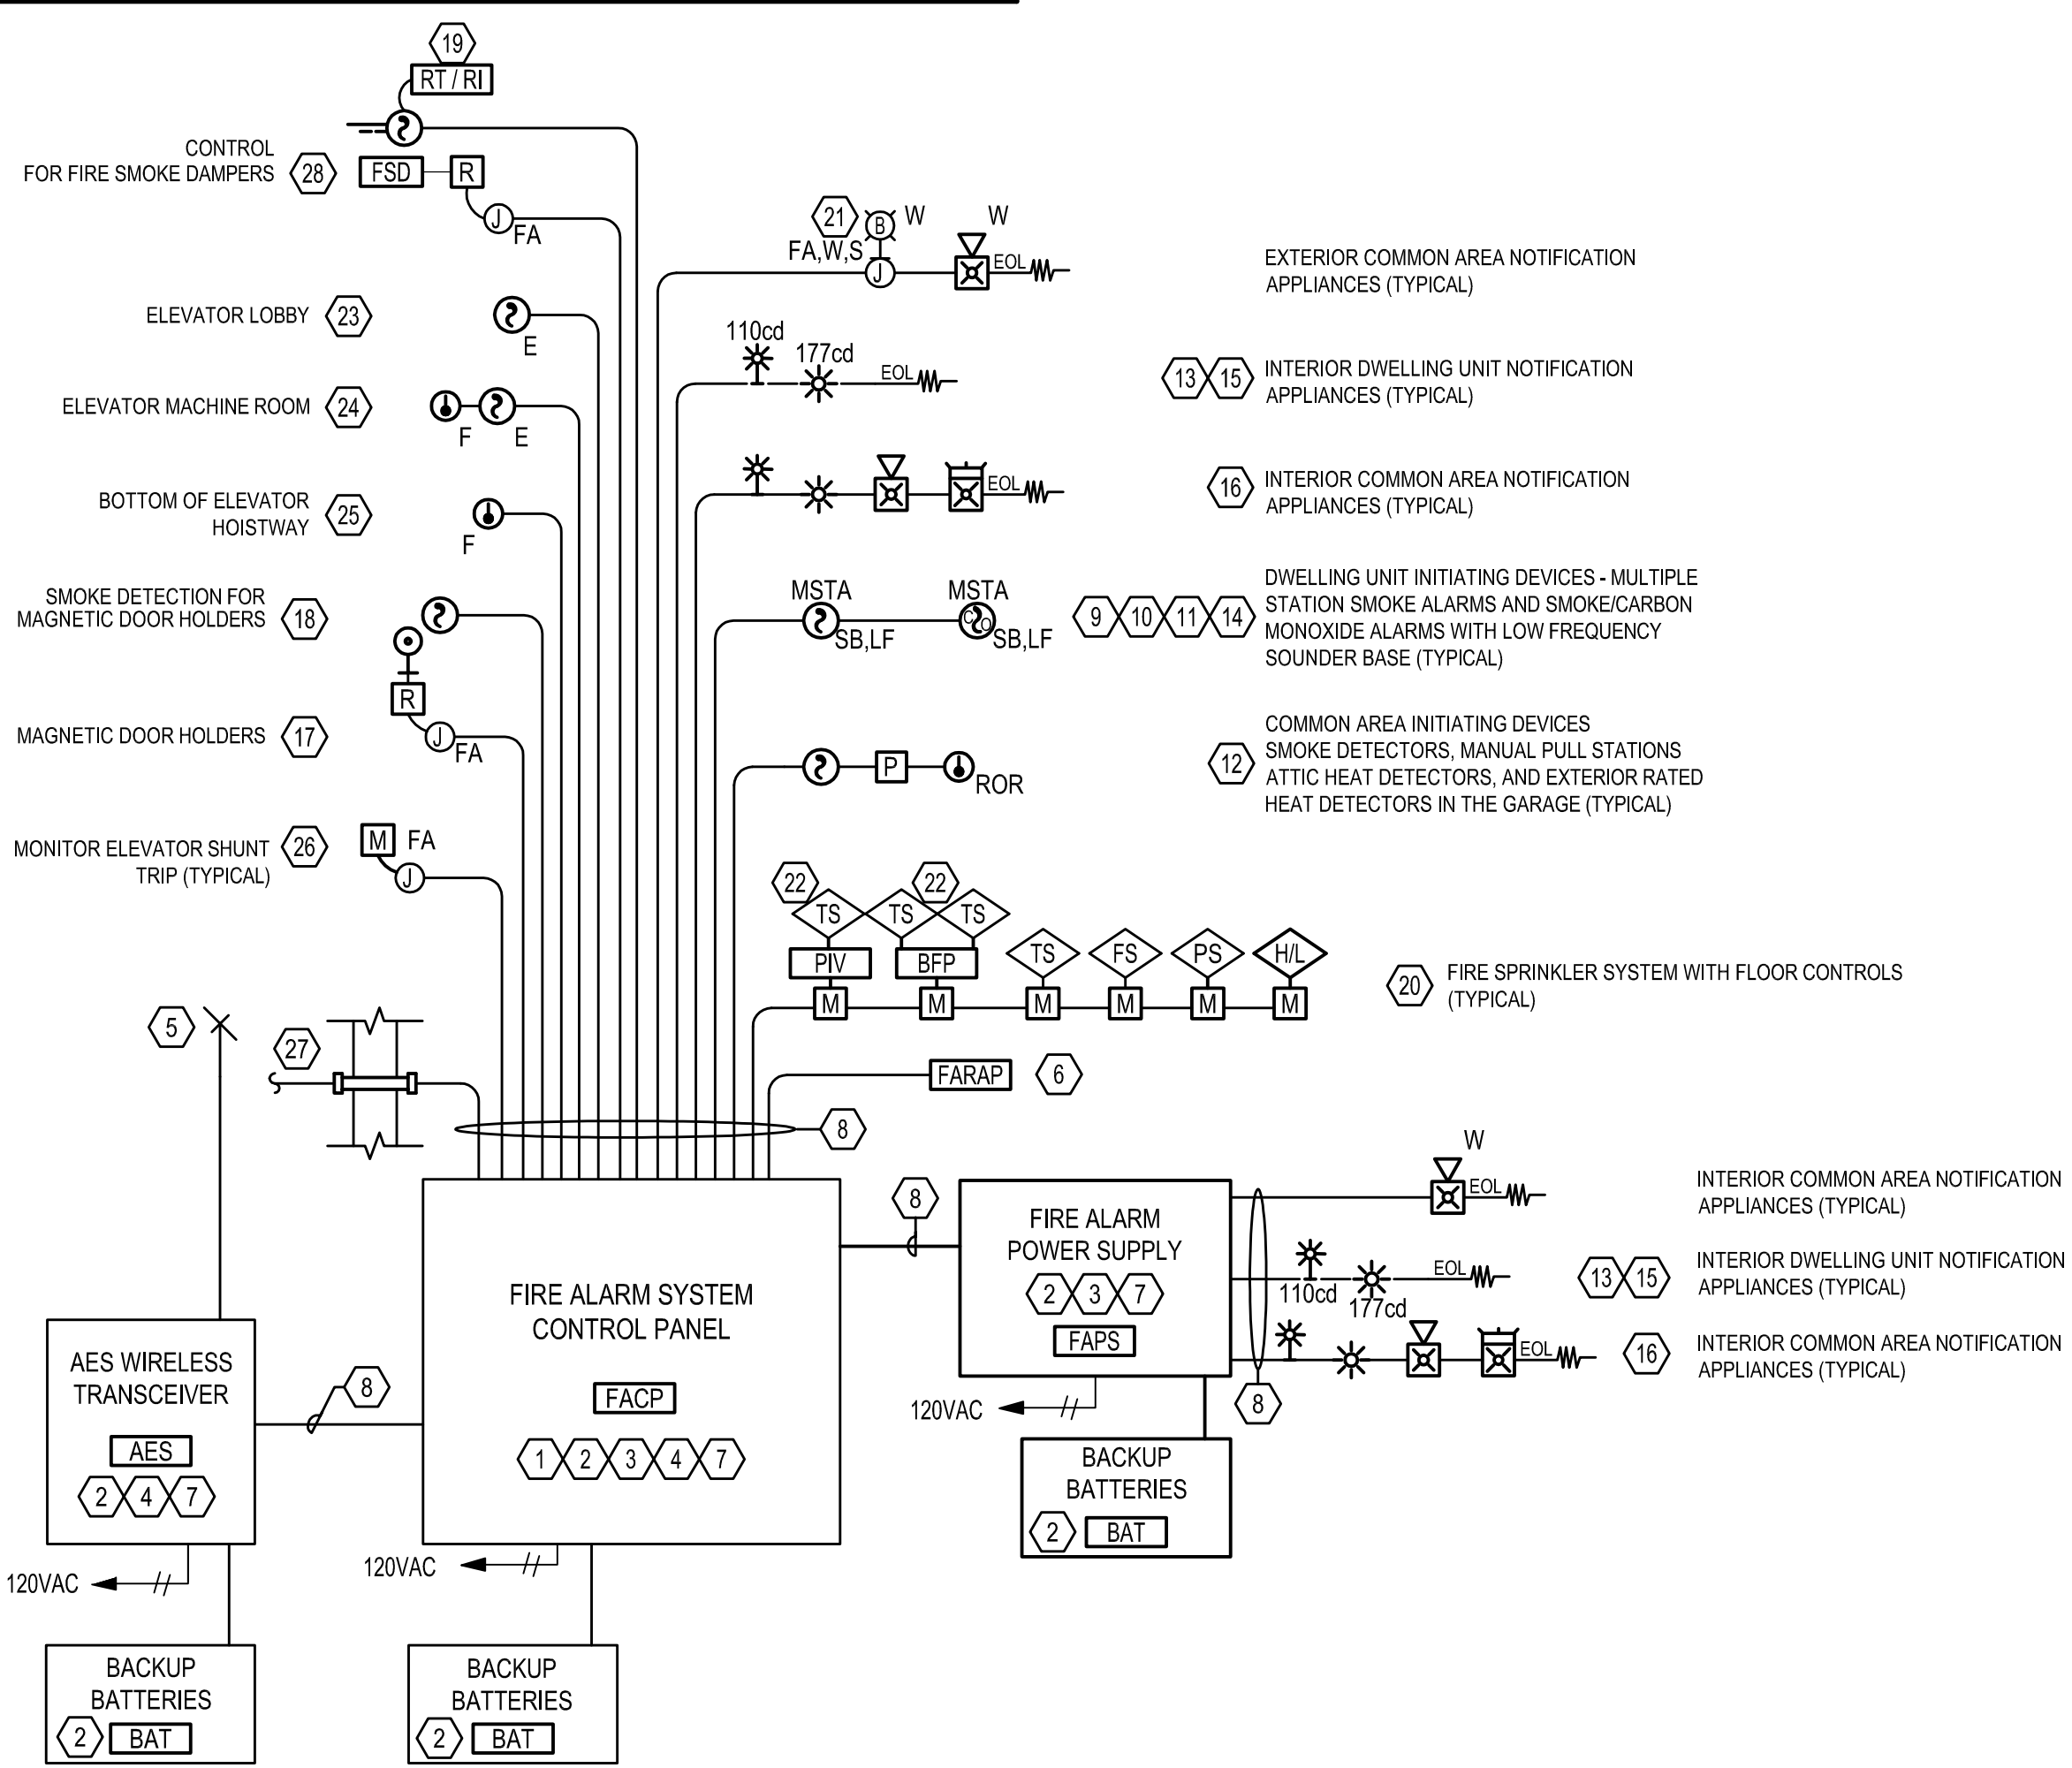 19
RT / RI
CONTROL
FOR FIRE SMOKE DAMPERS
28
FSD
R
J
FA
ELEVATOR LOBBY
23
E
ELEVATOR MACHINE ROOM
24
F
E
BOTTOM OF ELEVATOR
HOISTWAY
25
F
SMOKE DETECTION FOR
MAGNETIC DOOR HOLDERS
18
R
MAGNETIC DOOR HOLDERS
17
J
FA
MONITOR ELEVATOR SHUNT
TRIP (TYPICAL)
26
M
FA
J
21
B
W
W
FA,W,S
J
EOL
EXTERIOR COMMON AREA NOTIFICATION
APPLIANCES (TYPICAL)
110cd
177cd
EOL
13
15
INTERIOR DWELLING UNIT NOTIFICATION
APPLIANCES (TYPICAL)
EOL
16
INTERIOR COMMON AREA NOTIFICATION
APPLIANCES (TYPICAL)
MSTA
SB,LF
MSTA
CO
SB,LF
9
10
11
14
DWELLING UNIT INITIATING DEVICES - MULTIPLE
STATION SMOKE ALARMS AND SMOKE/CARBON
MONOXIDE ALARMS WITH LOW FREQUENCY
SOUNDER BASE (TYPICAL)
P
ROR
12
COMMON AREA INITIATING DEVICES
SMOKE DETECTORS, MANUAL PULL STATIONS
ATTIC HEAT DETECTORS, AND EXTERIOR RATED
HEAT DETECTORS IN THE GARAGE (TYPICAL)
22
22
TS
TS
TS
PIV
BFP
TS
FS
PS
H/L
M
M
M
M
M
M
20
FIRE SPRINKLER SYSTEM WITH FLOOR CONTROLS
(TYPICAL)
5
27
FARAP
6
8
AES WIRELESS
TRANSCEIVER
AES
2
4
7
120VAC
BACKUP
BATTERIES
2
BAT
8
FIRE ALARM SYSTEM
CONTROL PANEL
FACP
1
2
3
4
7
120VAC
BACKUP
BATTERIES
2
BAT
8
FIRE ALARM
POWER SUPPLY
2
3
7
FAPS
120VAC
BACKUP
BATTERIES
2
BAT
8
W
EOL
INTERIOR COMMON AREA NOTIFICATION
APPLIANCES (TYPICAL)
110cd
177cd
EOL
13
15
INTERIOR DWELLING UNIT NOTIFICATION
APPLIANCES (TYPICAL)
EOL
16
INTERIOR COMMON AREA NOTIFICATION
APPLIANCES (TYPICAL)